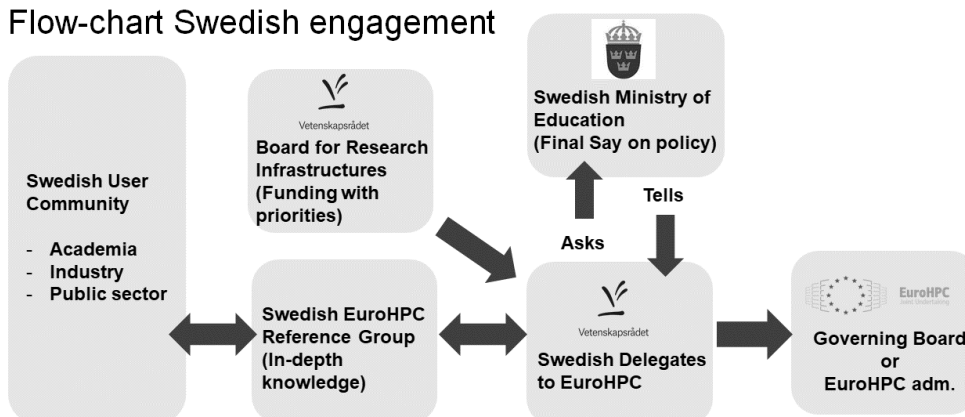 Flow-chart Swedish engagement
Swedish User
Community
- Academia
- Industry
- Public sector
Vetenskapsrådet
Board for Research
Infrastructures
(Funding with
priorities)
Swedish Ministry of
Education
(Final Say on policy)
Asks
Tells
Swedish EuroHPC
Reference Group
(In-depth
knowledge)
Vetenskapsrådet
Swedish Delegates
to EuroHPC
EuroHPC
Joint Undertaking
Governing Board
or
EuroHPC adm.